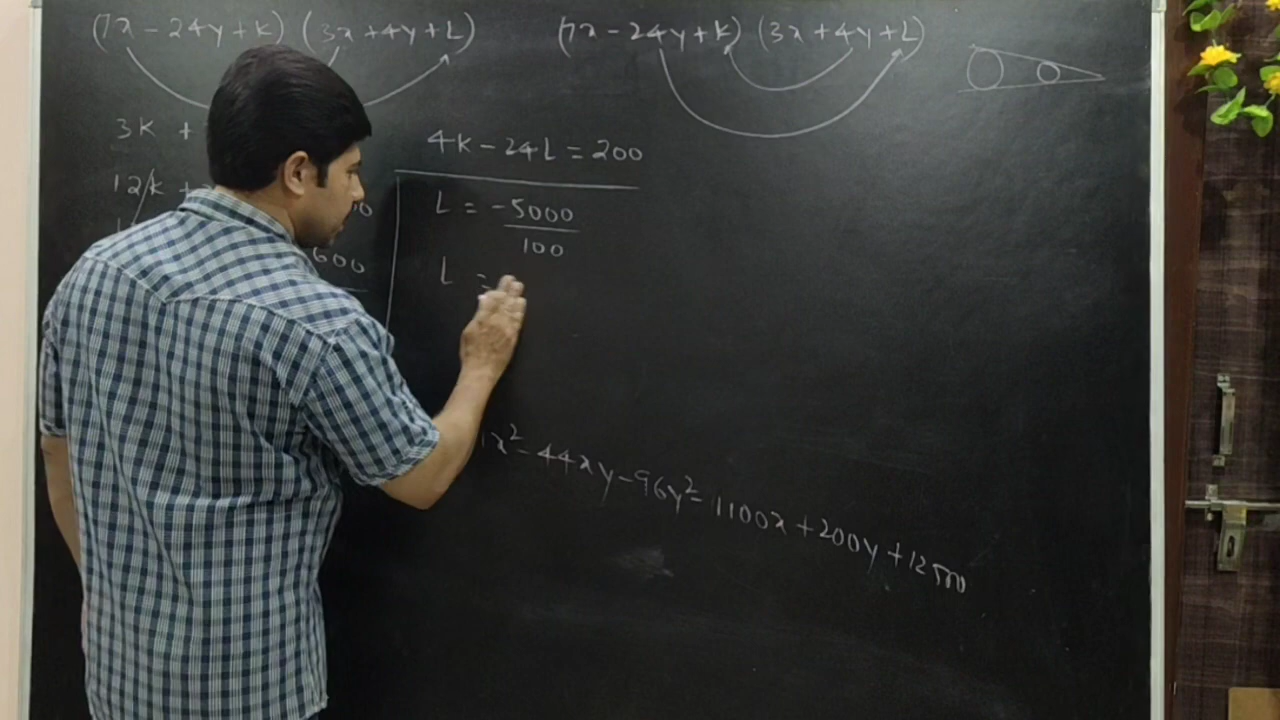 (7x - 24y + k) (3x + 4y + L)
(7x - 24y + k) (3x + 4y + L)
3k +
4k - 24L = 200
12k +
L = -5000
100
600
L =
x² - 44xy - 96y² - 1100x + 200y + 12500